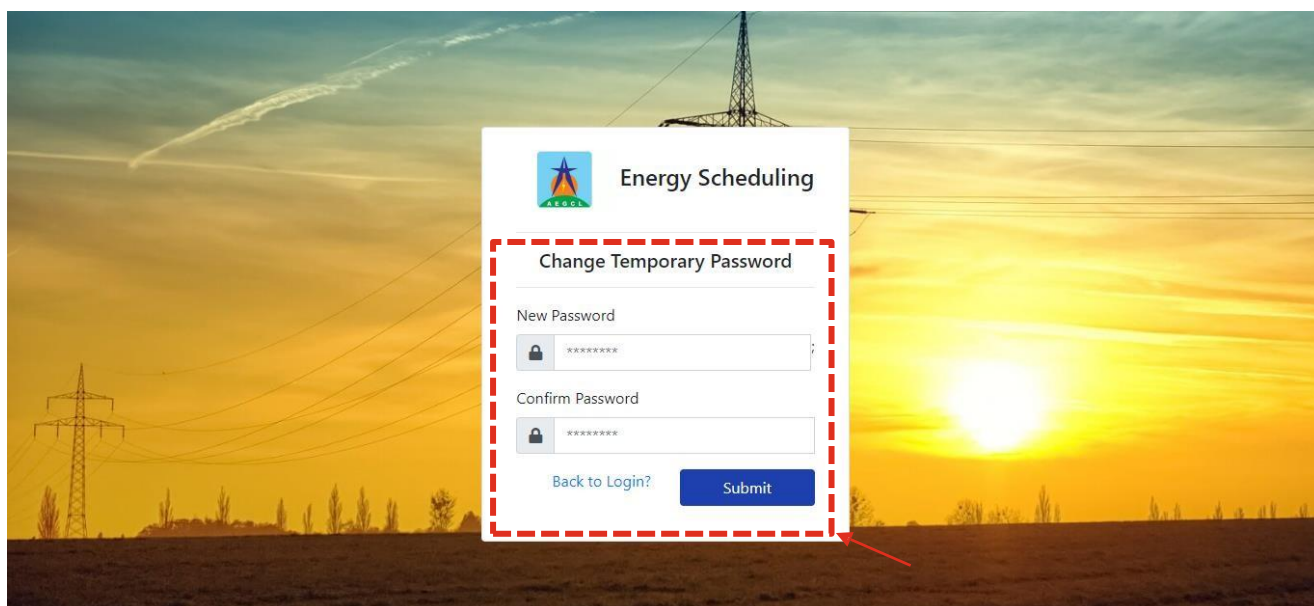 AEGCL
Energy Scheduling
Change Temporary Password
New Password
********
;
Confirm Password
********
Back to Login?
Submit